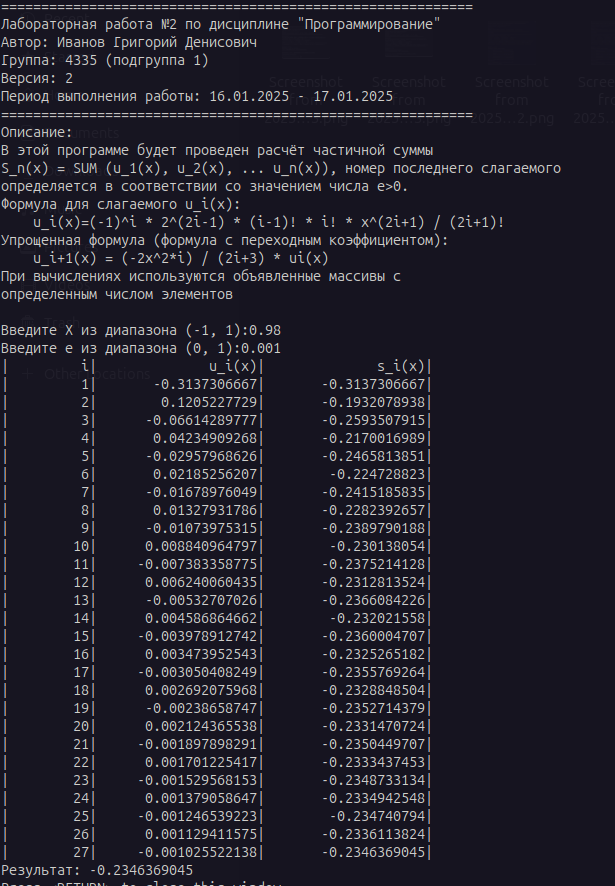 ============================================================
Лабораторная работа №2 по дисциплине "Программирование"
Автор: Иванов Григорий Денисович
Группа: 4335 (подгруппа 1)
Версия: 2
Период выполнения работы: 16.01.2025 - 17.01.2025
============================================================
Описание:
В этой программе будет проведен расчёт частичной суммы
S_n(x) = SUM (u_1(x), u_2(x), ... u_n(x)), номер последнего слагаемого
определяется в соответствии со значением числа e>0.
Формула для слагаемого u_i(x):
    u_i(x)=(-1)^i * 2^(2i-1) * (i-1)! * i! * x^(2i+1) / (2i+1)!
Упрощенная формула (формула с переходным коэффициентом):
    u_i+1(x) = (-2x^2*i) / (2i+3) * ui(x)
При вычислениях используются объявленные массивы с
определенным числом элементов
Введите X из диапазона (-1, 1):0.98
Введите e из диапазона (0, 1):0.001
|         i|              u_i(x)|              s_i(x)|
|         1|       -0.3137306667|       -0.3137306667|
|         2|        0.1205227729|       -0.1932078938|
|         3|      -0.06614289777|       -0.2593507915|
|         4|       0.04234909268|       -0.2170016989|
|         5|      -0.02957968626|       -0.2465813851|
|         6|       0.02185256207|        -0.224728823|
|         7|      -0.01678976049|       -0.2415185835|
|         8|       0.01327931786|       -0.2282392657|
|         9|      -0.01073975315|       -0.2389790188|
|        10|      0.008840964797|        -0.230138054|
|        11|     -0.007383358775|       -0.2375214128|
|        12|      0.006240060435|       -0.2312813524|
|        13|      -0.00532707026|       -0.2366084226|
|        14|      0.004586864662|        -0.232021558|
|        15|     -0.003978912742|       -0.2360004707|
|        16|      0.003473952543|       -0.2325265182|
|        17|     -0.003050408249|       -0.2355769264|
|        18|      0.002692075968|       -0.2328848504|
|        19|      -0.00238658747|       -0.2352714379|
|        20|      0.002124365538|       -0.2331470724|
|        21|     -0.001897898291|       -0.2350449707|
|        22|      0.001701225417|       -0.2333437453|
|        23|     -0.001529568153|       -0.2348733134|
|        24|      0.001379058647|       -0.2334942548|
|        25|     -0.001246539223|        -0.234740794|
|        26|      0.001129411575|       -0.2336113824|
|        27|     -0.001025522138|       -0.2346369045|
Результат: -0.2346369045